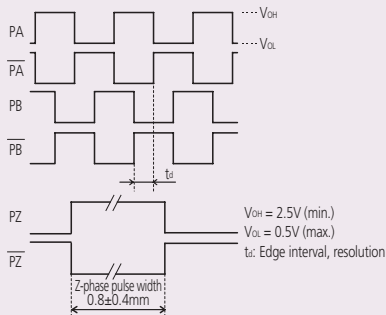 PA
VOH
VOL
PA
PB
PB
td
PZ
PZ
Z-phase pulse width
0.8±0.4mm
VOH = 2.5V (min.)
VOL = 0.5V (max.)
td: Edge interval, resolution